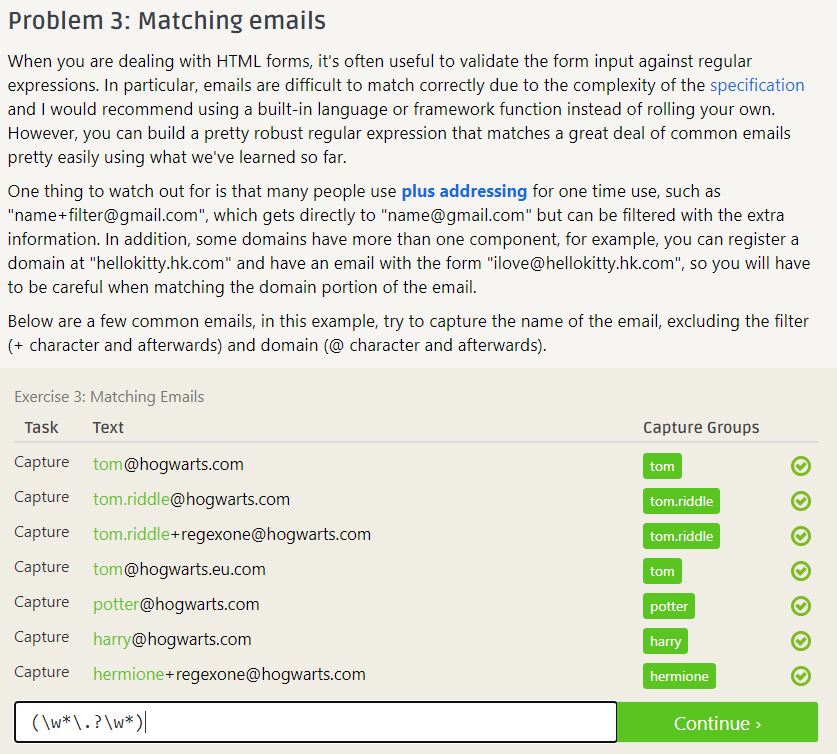 Problem 3: Matching emails
When you are dealing with HTML forms, it's often useful to validate the form input against regular
expressions. In particular, emails are difficult to match correctly due to the complexity of the specification
and I would recommend using a built-in language or framework function instead of rolling your own.
However, you can build a pretty robust regular expression that matches a great deal of common emails
pretty easily using what we've learned so far.
One thing to watch out for is that many people use plus addressing for one time use, such as
"name+filter@gmail.com", which gets directly to "name@gmail.com" but can be filtered with the extra
information. In addition, some domains have more than one component, for example, you can register a
domain at "hellokitty.hk.com" and have an email with the form "ilove@hellokitty.hk.com", so you will have
to be careful when matching the domain portion of the email.
Below are a few common emails, in this example, try to capture the name of the email, excluding the filter
(+ character and afterwards) and domain (@ character and afterwards).
Exercise 3: Matching Emails
Task Text Capture Groups
Capture tom@hogwarts.com tom
Capture tom.riddle@hogwarts.com tom.riddle
Capture tom.riddle+regexone@hogwarts.com tom.riddle
Capture tom@hogwarts.eu.com tom
Capture potter@hogwarts.com potter
Capture harry@hogwarts.com harry
Capture hermione+regexone@hogwarts.com hermione
(\w*\.?\w*) Continue ›